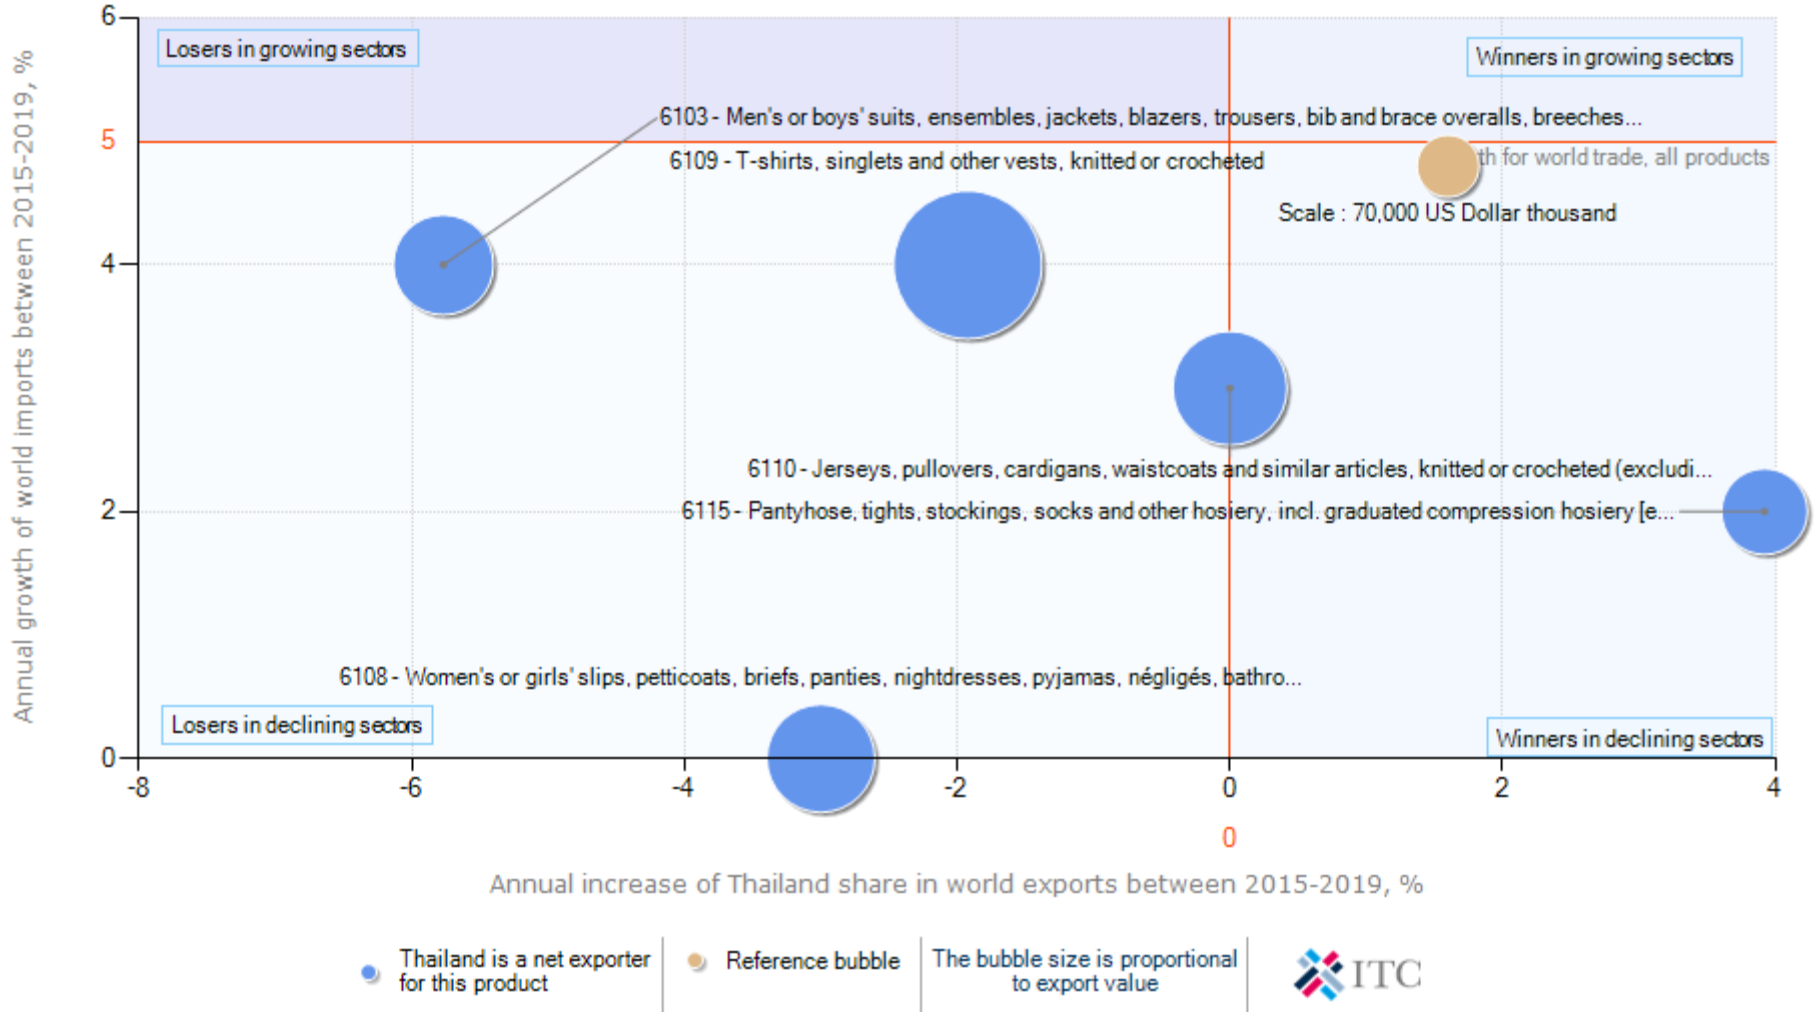 6
Losers in growing sectors
Winners in growing sectors
6103 - Men's or boys' suits, ensembles, jackets, blazers, trousers, bib and brace overalls, breeches...
5
6109 - T-shirts, singlets and other vests, knitted or crocheted
th for world trade, all products
Scale : 70,000 US Dollar thousand
4
Annual growth of world imports between 2015-2019, %
6110 - Jerseys, pullovers, cardigans, waistcoats and similar articles, knitted or crocheted (excludi...
2
6115 - Pantyhose, tights, stockings, socks and other hosiery, incl. graduated compression hosiery [e...
6108 - Women's or girls' slips, petticoats, briefs, panties, nightdresses, pyjamas, négligés, bathro...
Losers in declining sectors
Winners in declining sectors
0
-8 -6 -4 -2 0 2 4
0
Annual increase of Thailand share in world exports between 2015-2019, %
Thailand is a net exporter
for this product
Reference bubble
The bubble size is proportional
to export value
ITC